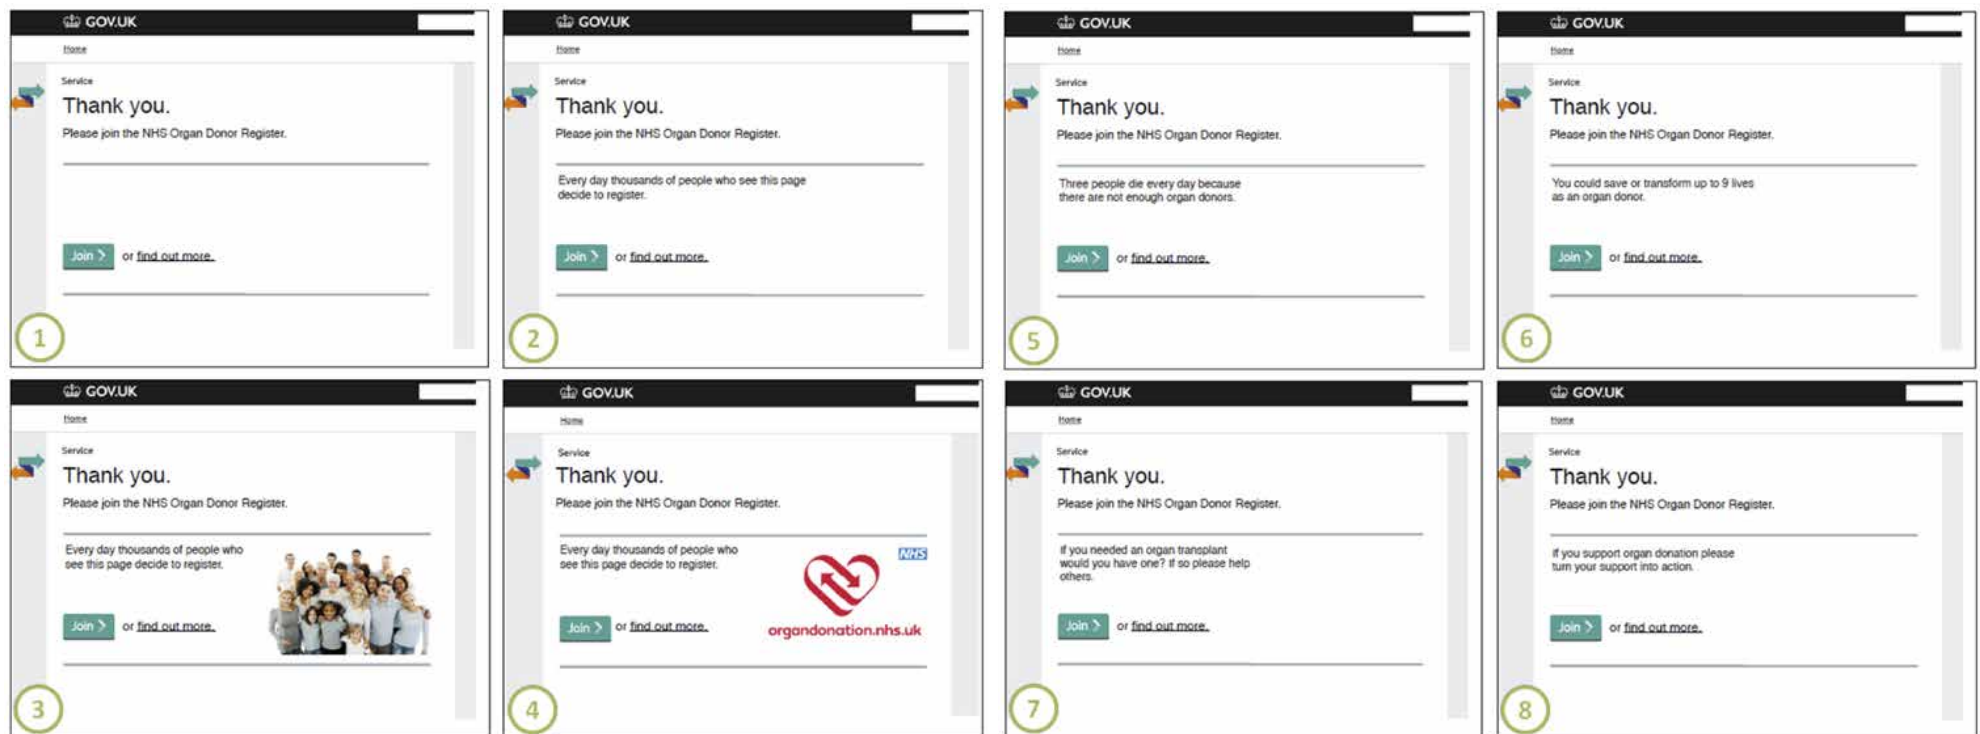 GOV.UK
Home
Service
Thank you.
Please join the NHS Organ Donor Register.
Join > or find out more.
1
GOV.UK
Home
Service
Thank you.
Please join the NHS Organ Donor Register.
Every day thousands of people who see this page
decide to register.
Join > or find out more.
2
GOV.UK
Home
Service
Thank you.
Please join the NHS Organ Donor Register.
Three people die every day because
there are not enough organ donors.
Join > or find out more.
5
GOV.UK
Home
Service
Thank you.
Please join the NHS Organ Donor Register.
You could save or transform up to 9 lives
as an organ donor.
Join > or find out more.
6
GOV.UK
Home
Service
Thank you.
Please join the NHS Organ Donor Register.
Every day thousands of people who
see this page decide to register.
Join > or find out more.
3
GOV.UK
Home
Service
Thank you.
Please join the NHS Organ Donor Register.
Every day thousands of people who
see this page decide to register.
NHS
Join > or find out more.
organdonation.nhs.uk
4
GOV.UK
Home
Service
Thank you.
Please join the NHS Organ Donor Register.
If you needed an organ transplant
would you have one? If so please help
others.
Join > or find out more.
7
GOV.UK
Home
Service
Thank you.
Please join the NHS Organ Donor Register.
If you support organ donation please
turn your support into action.
Join > or find out more.
8